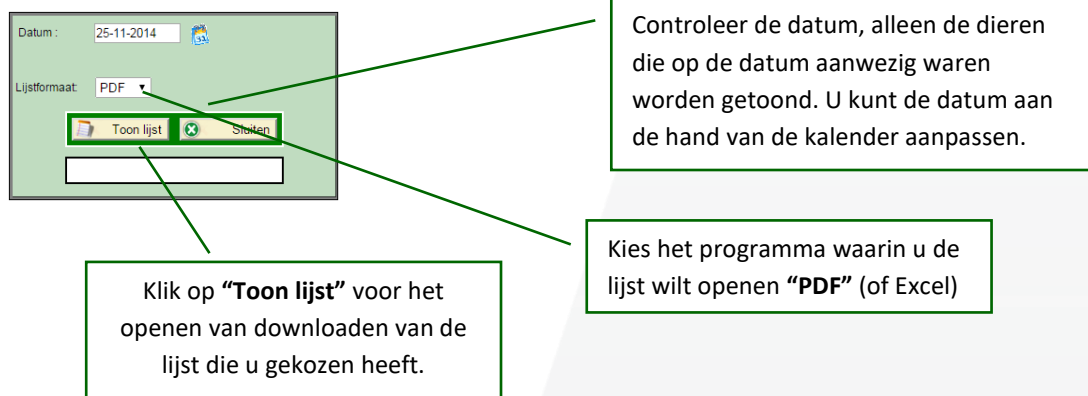 Datum : 25-11-2014
Lijstformaat: PDF
Toon lijst Sluiten
Controleer de datum, alleen de dieren
die op de datum aanwezig waren
worden getoond. U kunt de datum aan
de hand van de kalender aanpassen.
Kies het programma waarin u de
lijst wilt openen “PDF” (of Excel)
Klik op “Toon lijst” voor het
openen van downloaden van de
lijst die u gekozen heeft.